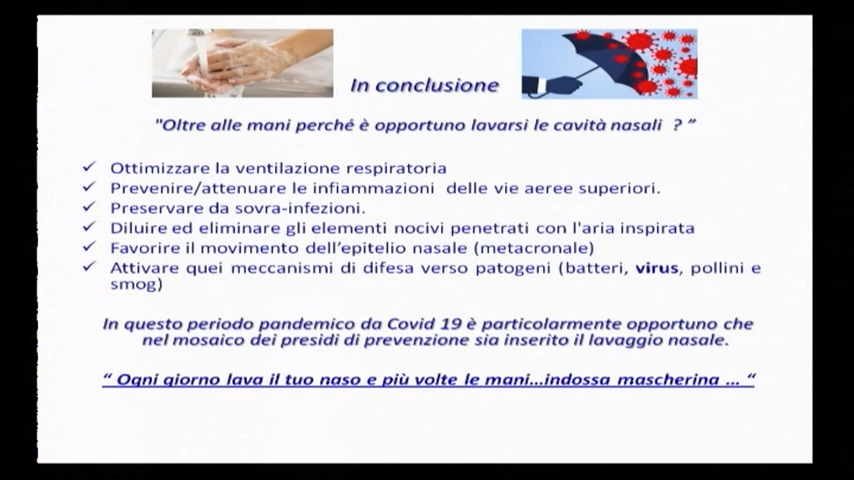 In conclusione
"Oltre alle mani perché è opportuno lavarsi le cavità nasali ? ”
✓ Ottimizzare la ventilazione respiratoria
✓ Prevenire/attenuare le infiammazioni delle vie aeree superiori.
✓ Preservare da sovra-infezioni.
✓ Diluire ed eliminare gli elementi nocivi penetrati con l'aria inspirata
✓ Favorire il movimento dell’epitelio nasale (metacronale)
✓ Attivare quei meccanismi di difesa verso patogeni (batteri, virus, pollini e
smog)
In questo periodo pandemico da Covid 19 è particolarmente opportuno che
nel mosaico dei presidi di prevenzione sia inserito il lavaggio nasale.
“ Ogni giorno lava il tuo naso e più volte le mani...indossa mascherina ... “